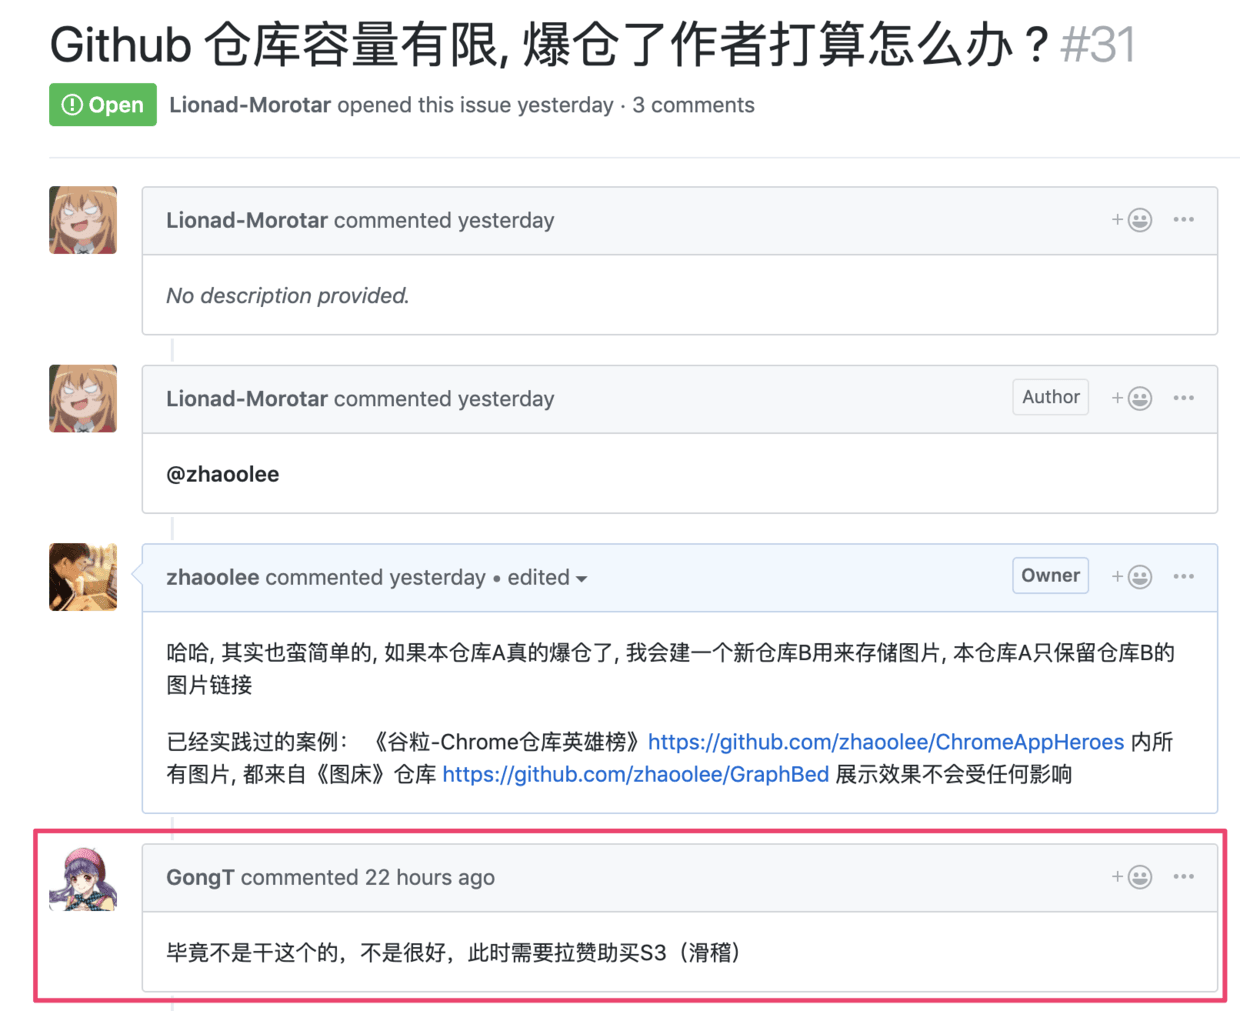 Github 仓库容量有限, 爆仓了作者打算怎么办？#31
Open Lionad-Morotar opened this issue yesterday · 3 comments
Lionad-Morotar commented yesterday
No description provided.
Lionad-Morotar commented yesterday Author
@zhaoolee
zhaoolee commented yesterday • edited Owner
哈哈, 其实也蛮简单的, 如果本仓库A真的爆仓了, 我会建一个新仓库B用来存储图片, 本仓库A只保留仓库B的
图片链接
已经实践过的案例： 《谷粒-Chrome仓库英雄榜》https://github.com/zhaoolee/ChromeAppHeroes 内所
有图片, 都来自《图床》仓库 https://github.com/zhaoolee/GraphBed 展示效果不会受任何影响
GongT commented 22 hours ago
毕竟不是干这个的，不是很好，此时需要拉赞助买S3（滑稽）